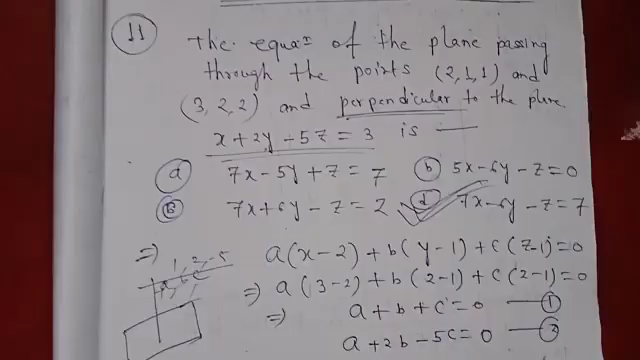 11
The equaⁿ of the plane passing
through the points (2,1,1) and
(3,2,2) and perpendicular to the plane
x+2y-5z=3 is —
a 7x-5y+z=7 b 5x-6y-z=0
B 7x+6y-z=2 d 7x-6y-z=7
⇒ a(x-2)+b(y-1)+c(z-1)=0
1, 2, -5
⇒ a(3-2)+b(2-1)+c(2-1)=0
⇒ a+b+c=0 — 1
a+2b-5c=0 — 2